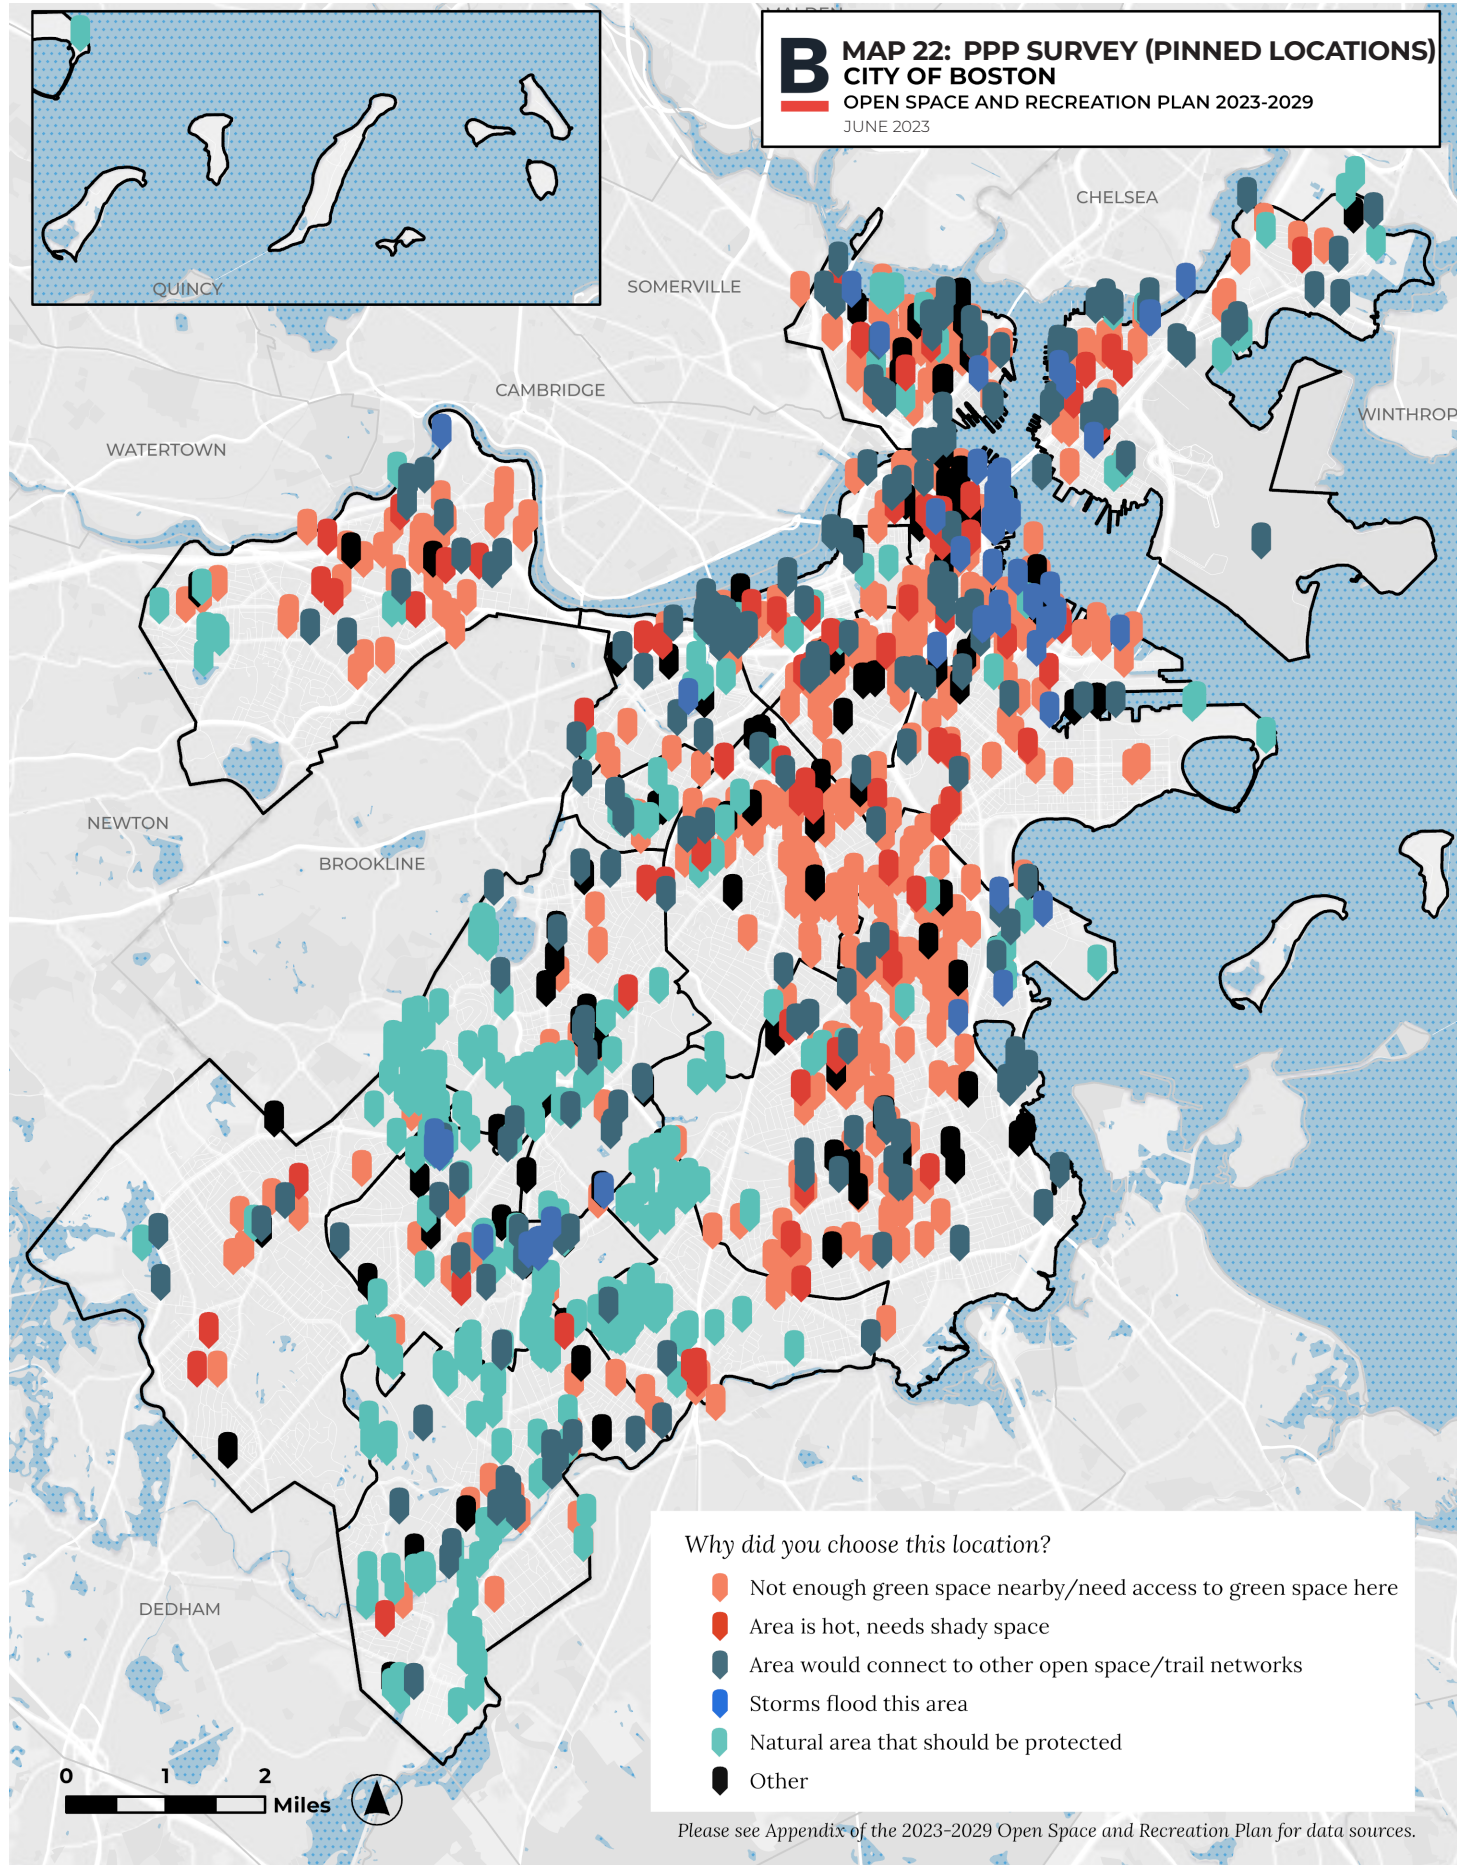 MALDEN
B
MAP 22: PPP SURVEY (PINNED LOCATIONS)
CITY OF BOSTON
OPEN SPACE AND RECREATION PLAN 2023-2029
JUNE 2023
CHELSEA
QUINCY
SOMERVILLE
CAMBRIDGE
WINTHROP
WATERTOWN
NEWTON
BROOKLINE
DEDHAM
Why did you choose this location?
Not enough green space nearby/need access to green space here
Area is hot, needs shady space
Area would connect to other open space/trail networks
Storms flood this area
Natural area that should be protected
Other
0 1 2
Miles
Please see Appendix of the 2023-2029 Open Space and Recreation Plan for data sources.